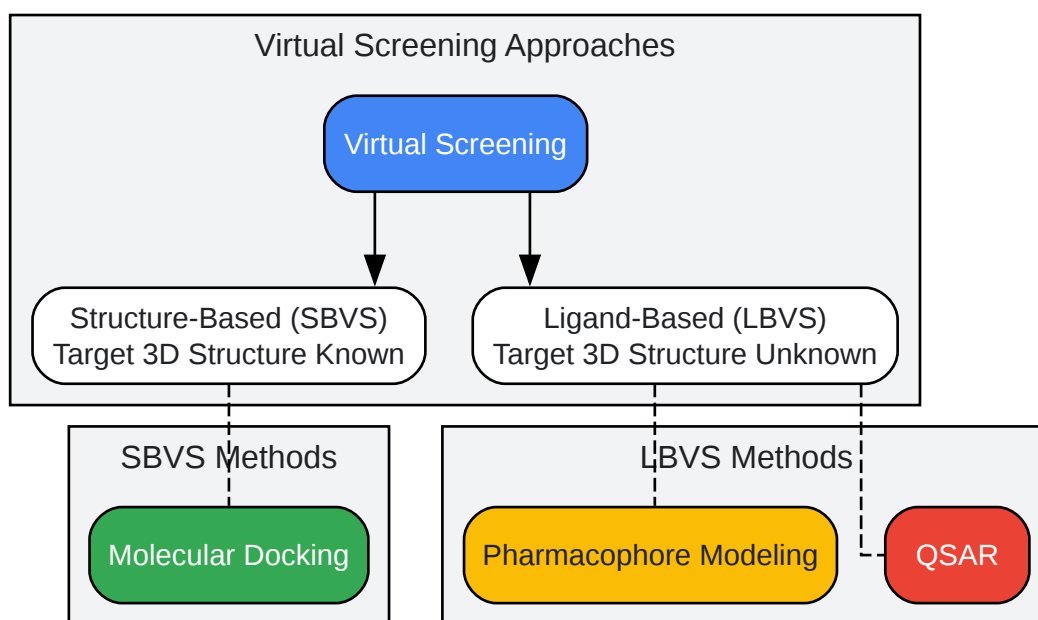 Virtual Screening Approaches
Virtual Screening
Structure-Based (SBVS)
Target 3D Structure Known
Ligand-Based (LBVS)
Target 3D Structure Unknown
SBVS Methods
LBVS Methods
Molecular Docking
Pharmacophore Modeling
QSAR